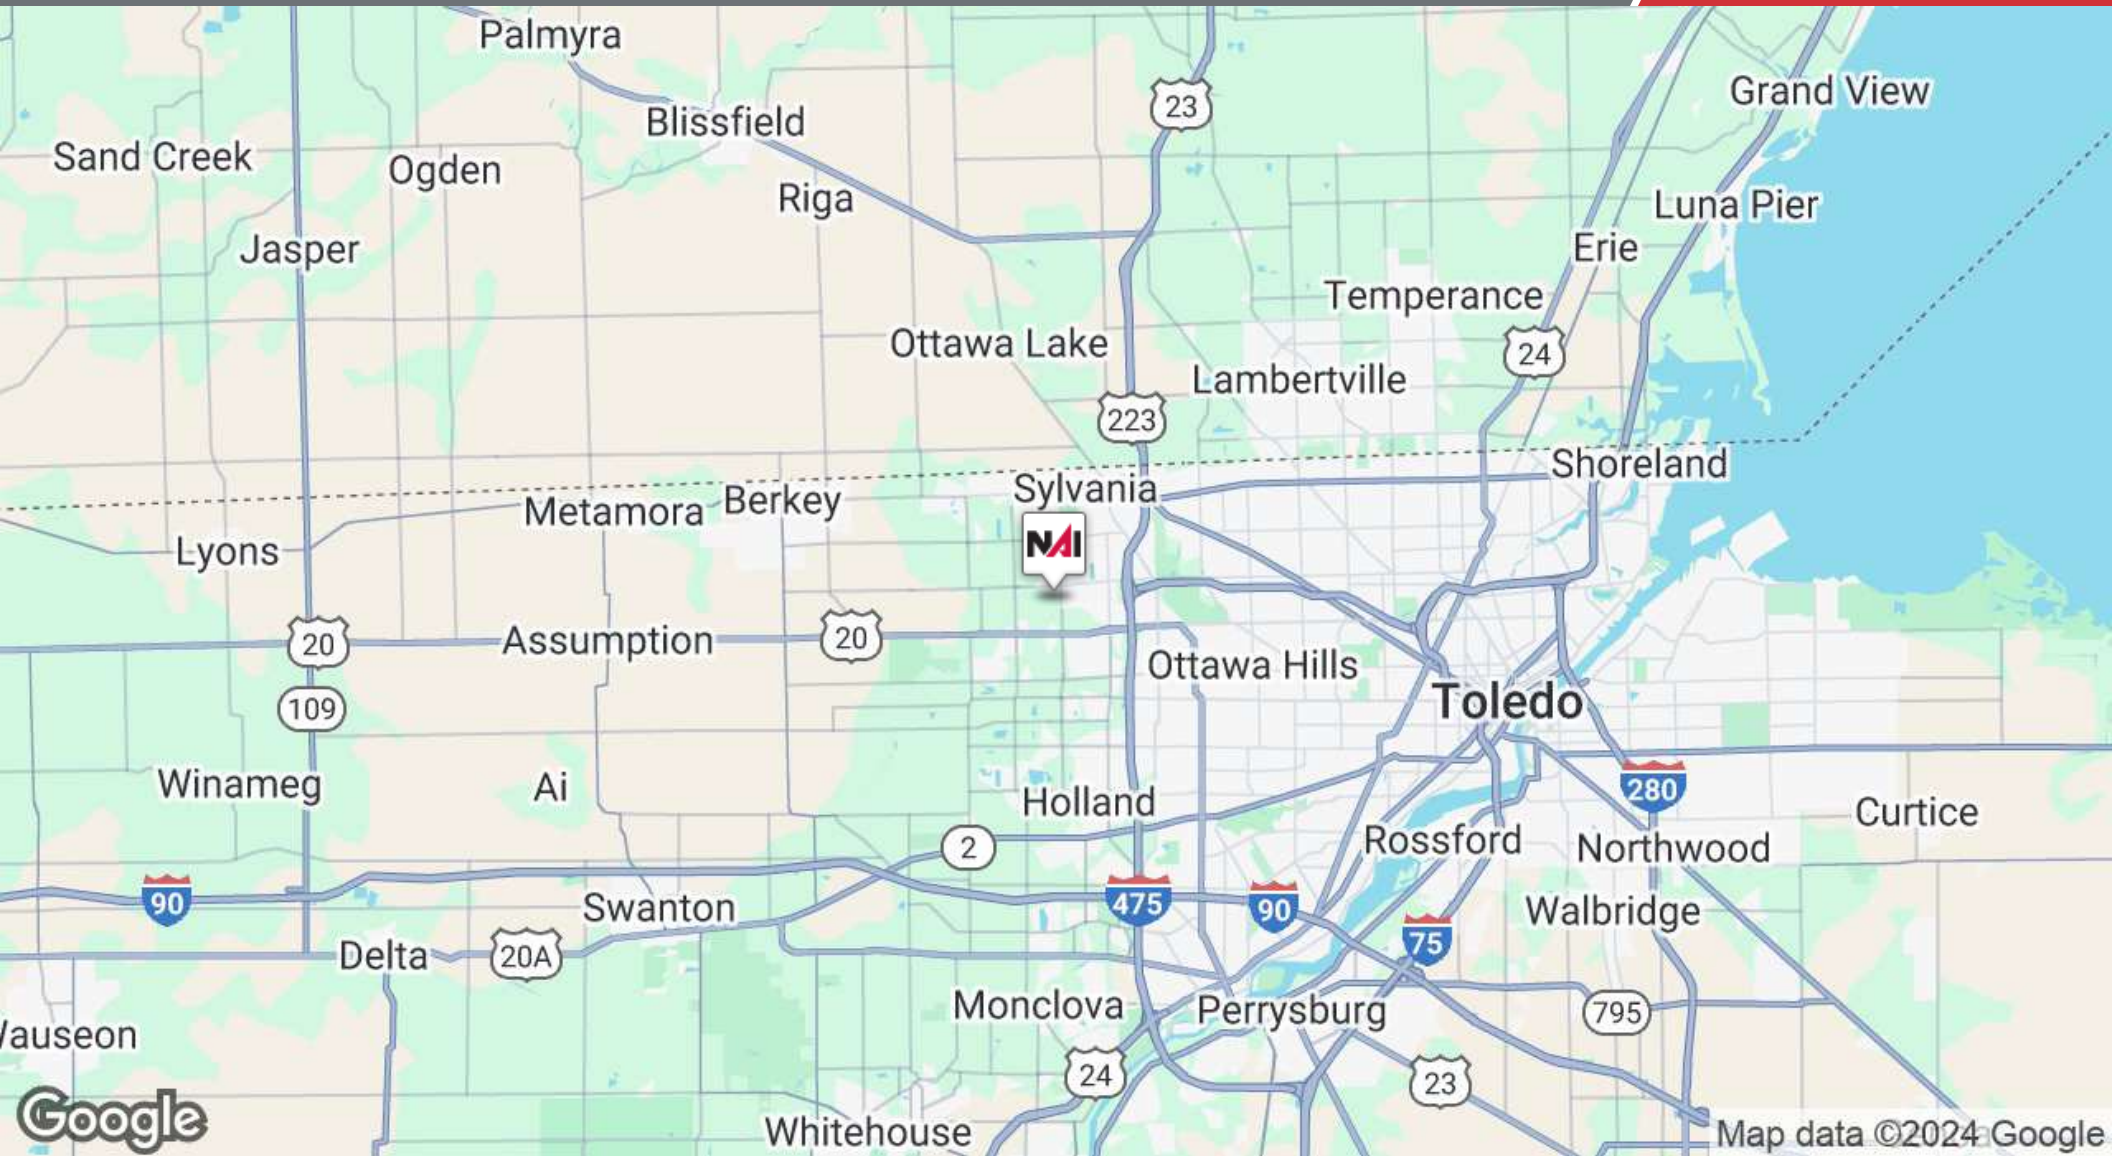 Palmyra
23
Grand View
Blissfield
Sand Creek
Ogden
Riga
Luna Pier
Jasper
Erie
Temperance
Ottawa Lake
24
Lambertville
223
Shoreland
Sylvania
Metamora
Berkey
NAI
Lyons
20
Assumption
20
Ottawa Hills
Toledo
109
Winameg
Ai
Holland
280
Curtice
2
Rossford
Northwood
90
475
90
Swanton
Walbridge
75
Delta
20A
Monclova
Perrysburg
795
auseon
24
23
Google
Whitehouse
Map data ©2024 Google